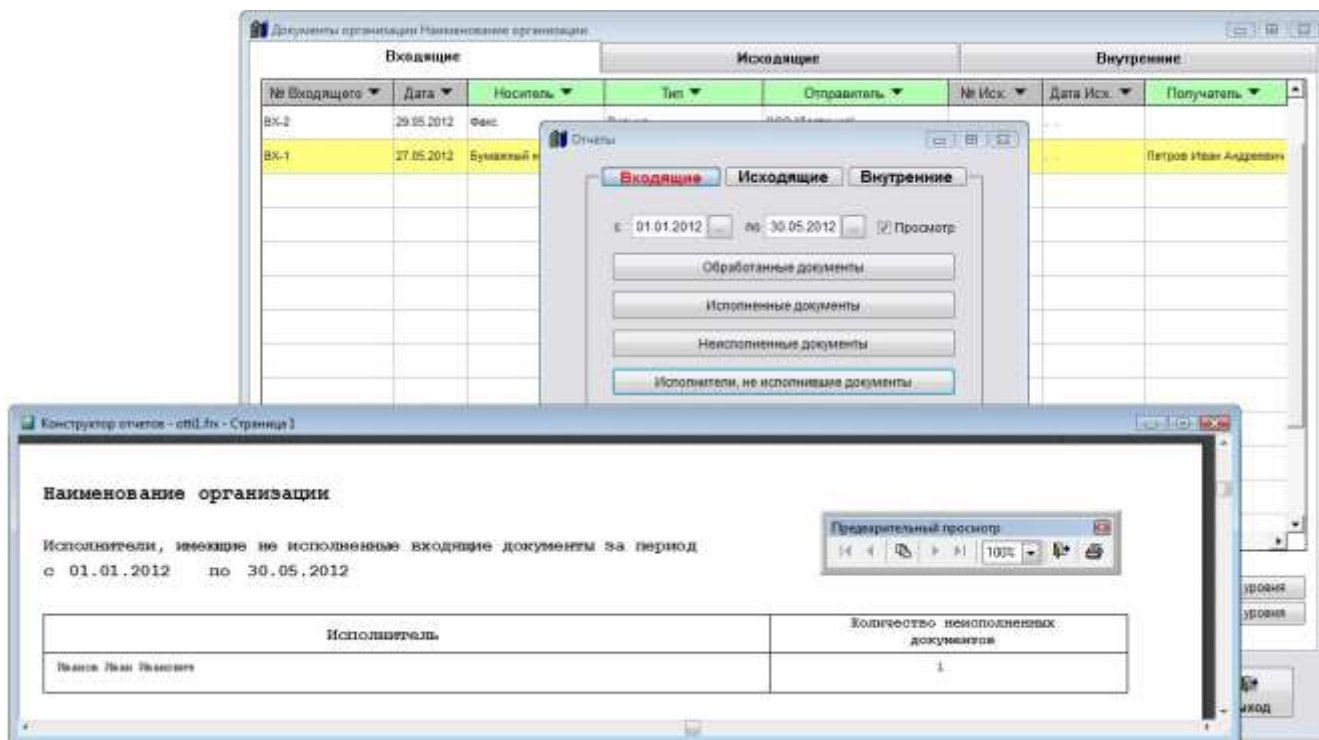 Документы организации Наименование организации
Входящие Исходящие Внутренние
№ Входящего Дата Носитель Тип Отправитель № Исх. Дата Исх. Получатель
ВХ-2 29.05.2012 Факс
ВХ-1 27.05.2012 Бумажный Петров Иван Андреевич
Отчеты
Входящие Исходящие Внутренние
с 01.01.2012 ... по 30.05.2012 ... Просмотр
Обработанные документы
Исполненные документы
Неисполненные документы
Исполнители, не исполнившие документы
Конструктор отчетов - otti1.frx - Страница 1
Наименование организации
Исполнители, имеющие не исполненные входящие документы за период
с 01.01.2012 по 30.05.2012
Предварительный просмотр
100%
Исполнитель Количество неисполненных
документов
Иванов Иван Иванович 1
уровня
уровня
ыход